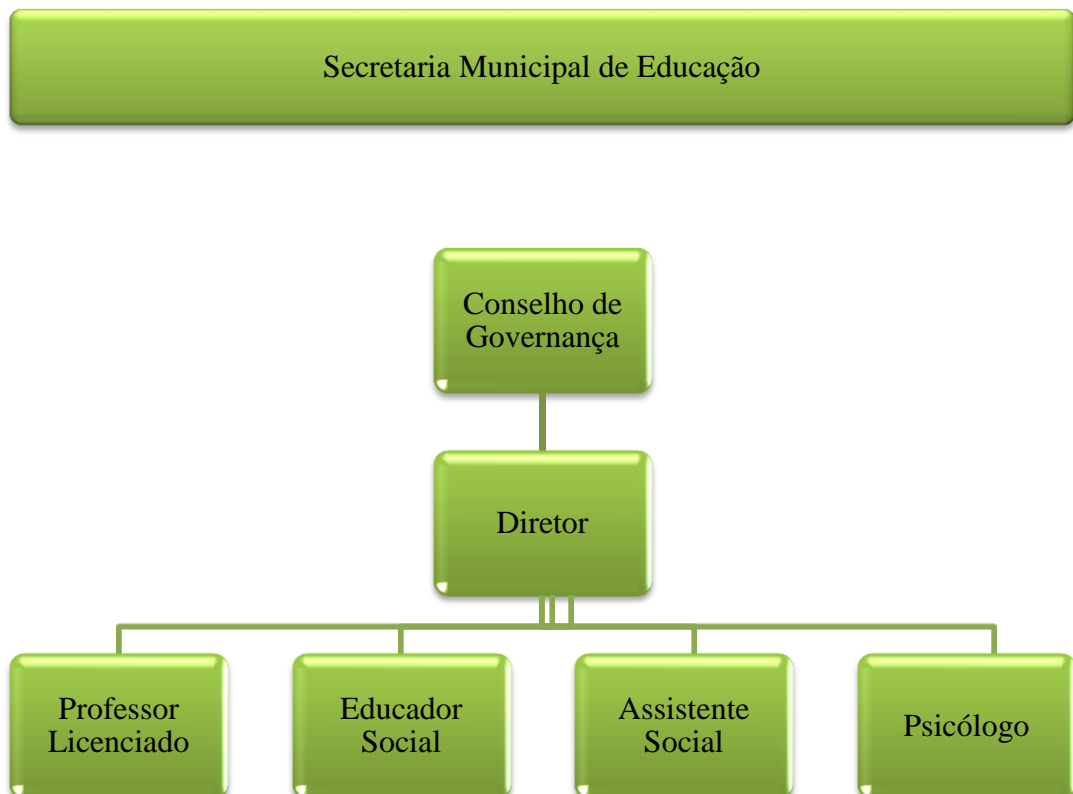 Secretaria Municipal de Educação
Conselho de
Governança
Diretor
Professor
Licenciado
Educador
Social
Assistente
Social
Psicólogo